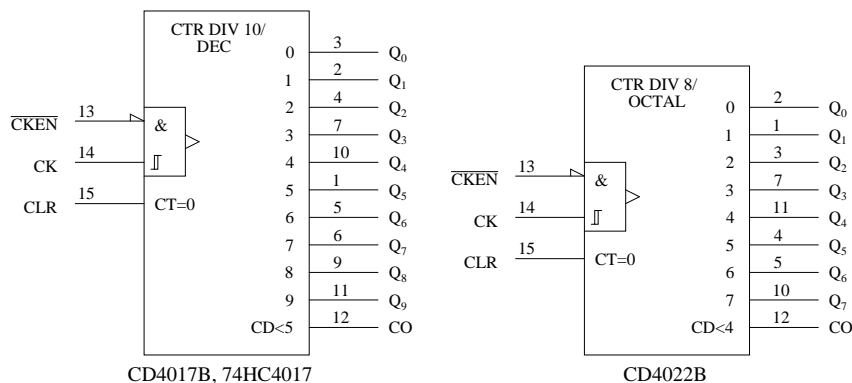 CTR DIV 10/
DEC
0
3
Q0
1
2
Q1
2
4
Q2
3
7
Q3
4
10
Q4
5
1
Q5
6
5
Q6
7
6
Q7
8
9
Q8
9
11
Q9
CD<5
12
CO
CKEN
13
&
CK
14
CLR
15
CT=0
CD4017B, 74HC4017
CTR DIV 8/
OCTAL
0
2
Q0
1
1
Q1
2
3
Q2
3
7
Q3
4
11
Q4
5
4
Q5
6
5
Q6
7
10
Q7
CD<4
12
CO
CKEN
13
&
CK
14
CLR
15
CT=0
CD4022B